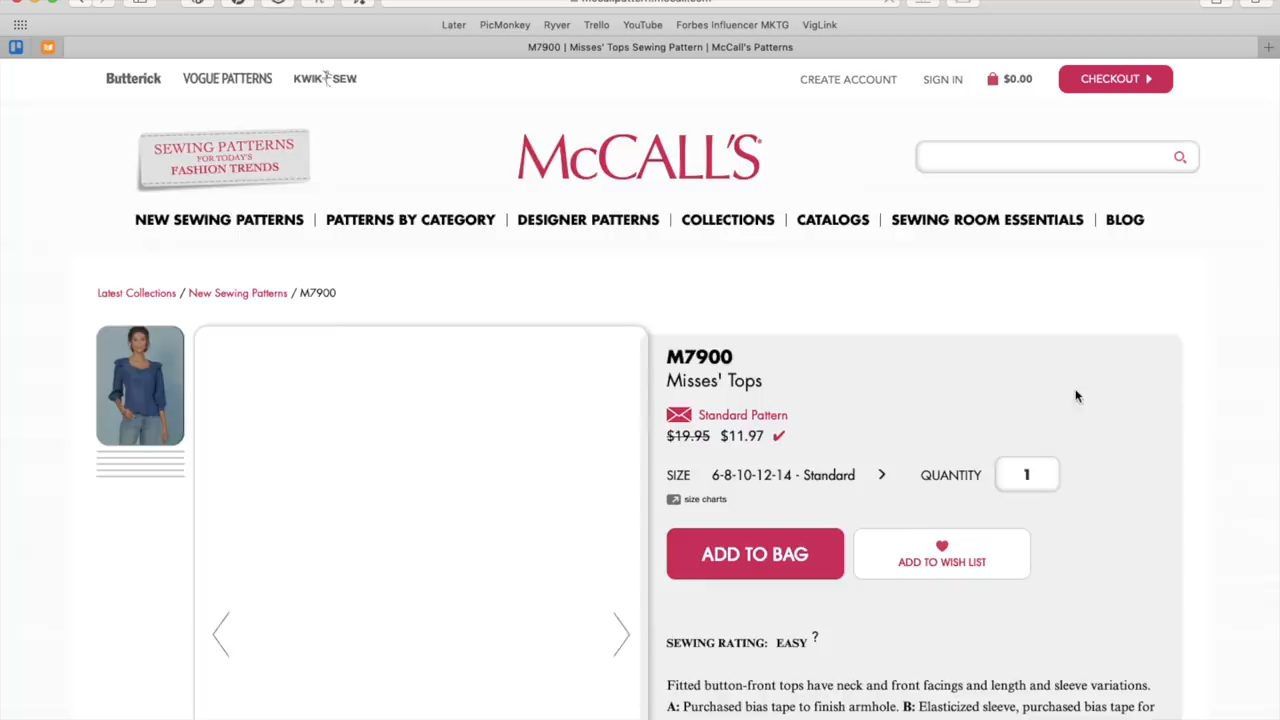 Later PicMonkey Ryver Trello YouTube Forbes Influencer MKTG VigLink
M7900 | Misses' Tops Sewing Pattern | McCall's Patterns
Butterick VOGUE PATTERNS KWIK SEW CREATE ACCOUNT SIGN IN $0.00 CHECKOUT
SEWING PATTERNS
FOR TODAY'S
FASHION TRENDS
McCALL'S
NEW SEWING PATTERNS | PATTERNS BY CATEGORY | DESIGNER PATTERNS | COLLECTIONS | CATALOGS | SEWING ROOM ESSENTIALS | BLOG
Latest Collections / New Sewing Patterns / M7900
M7900
Misses' Tops
Standard Pattern
$19.95 $11.97
SIZE 6-8-10-12-14 - Standard QUANTITY 1
size charts
ADD TO BAG
ADD TO WISH LIST
SEWING RATING: EASY ?
Fitted button-front tops have neck and front facings and length and sleeve variations.
A: Purchased bias tape to finish armhole. B: Elasticized sleeve, purchased bias tape for